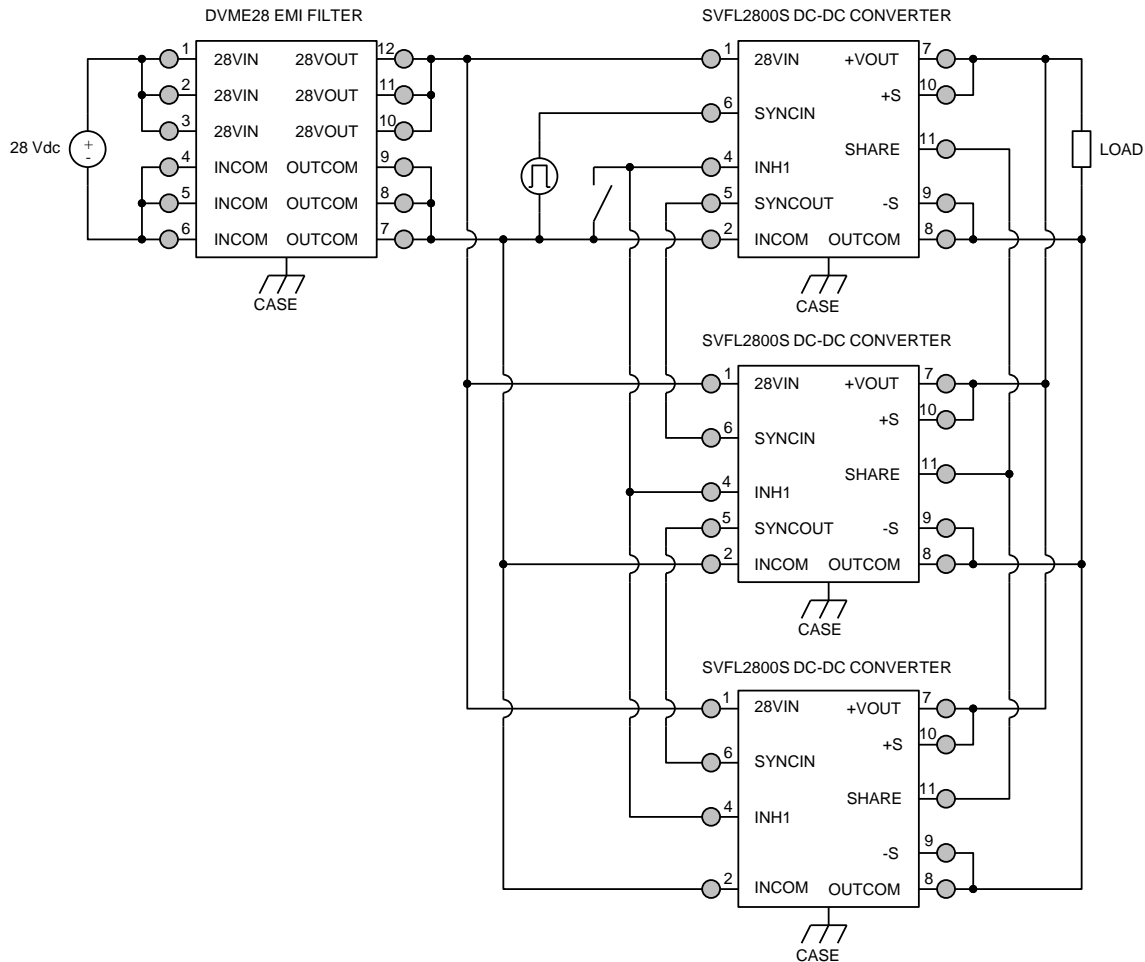 DVME28 EMI FILTER
SVFL2800S DC-DC CONVERTER
1 28VIN 28VOUT 12
2 28VIN 28VOUT 11
3 28VIN 28VOUT 10
4 INCOM OUTCOM 9
5 INCOM OUTCOM 8
6 INCOM OUTCOM 7
28 Vdc
+
-
CASE
1 28VIN +VOUT 7
+S 10
6 SYNCIN
SHARE 11
4 INH1
5 SYNCOUT -S 9
2 INCOM OUTCOM 8
LOAD
CASE
SVFL2800S DC-DC CONVERTER
1 28VIN +VOUT 7
+S 10
6 SYNCIN
SHARE 11
4 INH1
5 SYNCOUT -S 9
2 INCOM OUTCOM 8
CASE
SVFL2800S DC-DC CONVERTER
1 28VIN +VOUT 7
+S 10
6 SYNCIN
SHARE 11
4 INH1
-S 9
2 INCOM OUTCOM 8
CASE